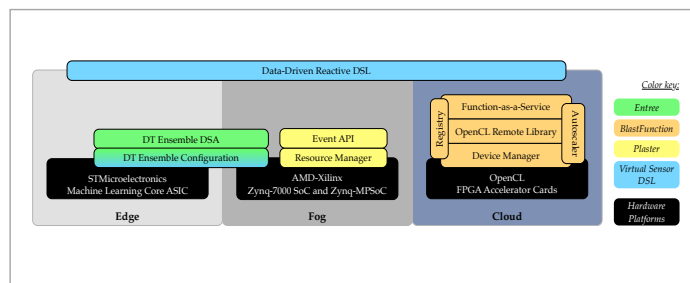 Data-Driven Reactive DSL
Color key:
Entree
BlastFunction
Plaster
Virtual Sensor
DSL
Hardware
Platforms
DT Ensemble DSA
DT Ensemble Configuration
STMicroelectronics
Machine Learning Core ASIC
Edge
Event API
Resource Manager
AMD-Xilinx
Zynq-7000 SoC and Zynq-MPSoC
Fog
Registry
Function-as-a-Service
OpenCL Remote Library
Device Manager
Autoscaler
OpenCL
FPGA Accelerator Cards
Cloud